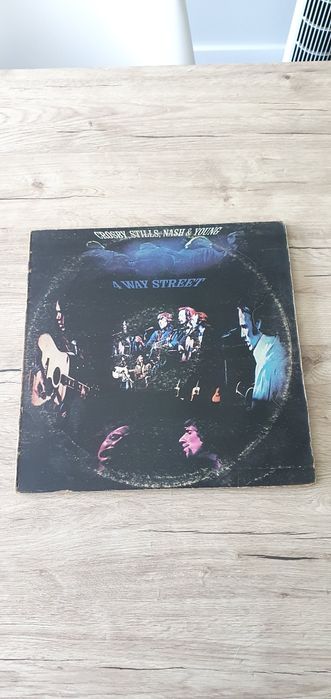 CROSBY, STILLS, NASH & YOUNG
4 WAY STREET